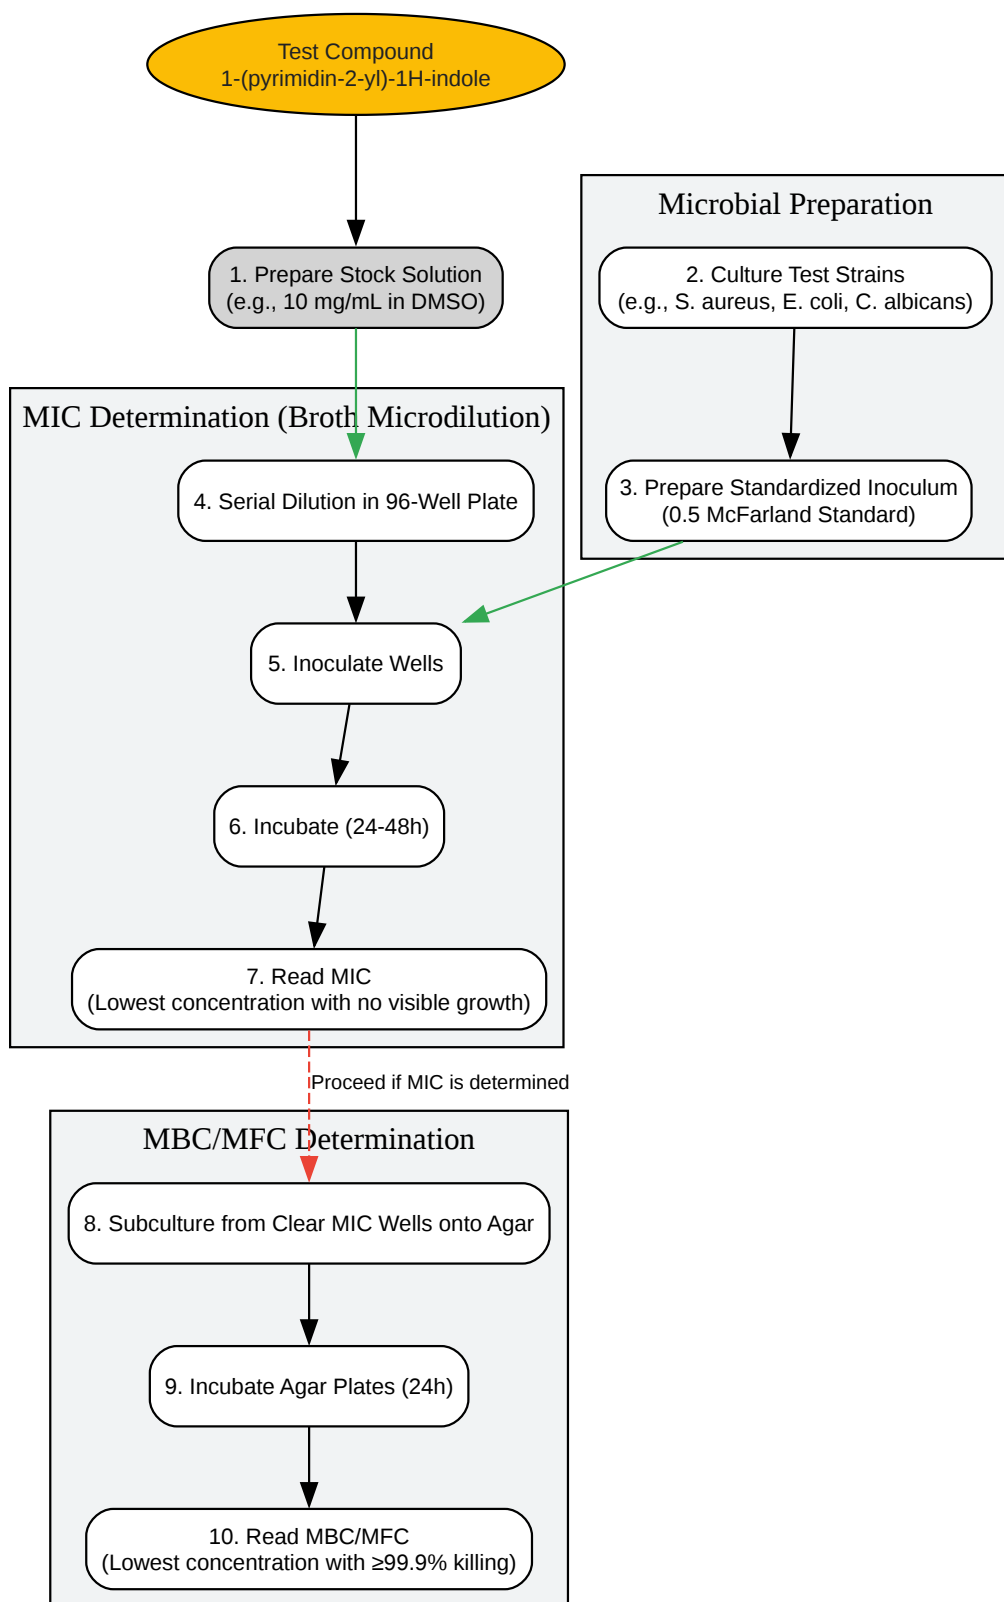 Test Compound
1-(pyrimidin-2-yl)-1H-indole
Microbial Preparation
1. Prepare Stock Solution
(e.g., 10 mg/mL in DMSO)
2. Culture Test Strains
(e.g., S. aureus, E. coli, C. albicans)
MIC Determination (Broth Microdilution)
4. Serial Dilution in 96-Well Plate
3. Prepare Standardized Inoculum
(0.5 McFarland Standard)
5. Inoculate Wells
6. Incubate (24-48h)
7. Read MIC
(Lowest concentration with no visible growth)
Proceed if MIC is determined
MBC/MFC Determination
8. Subculture from Clear MIC Wells onto Agar
9. Incubate Agar Plates (24h)
10. Read MBC/MFC
(Lowest concentration with ≥99.9% killing)